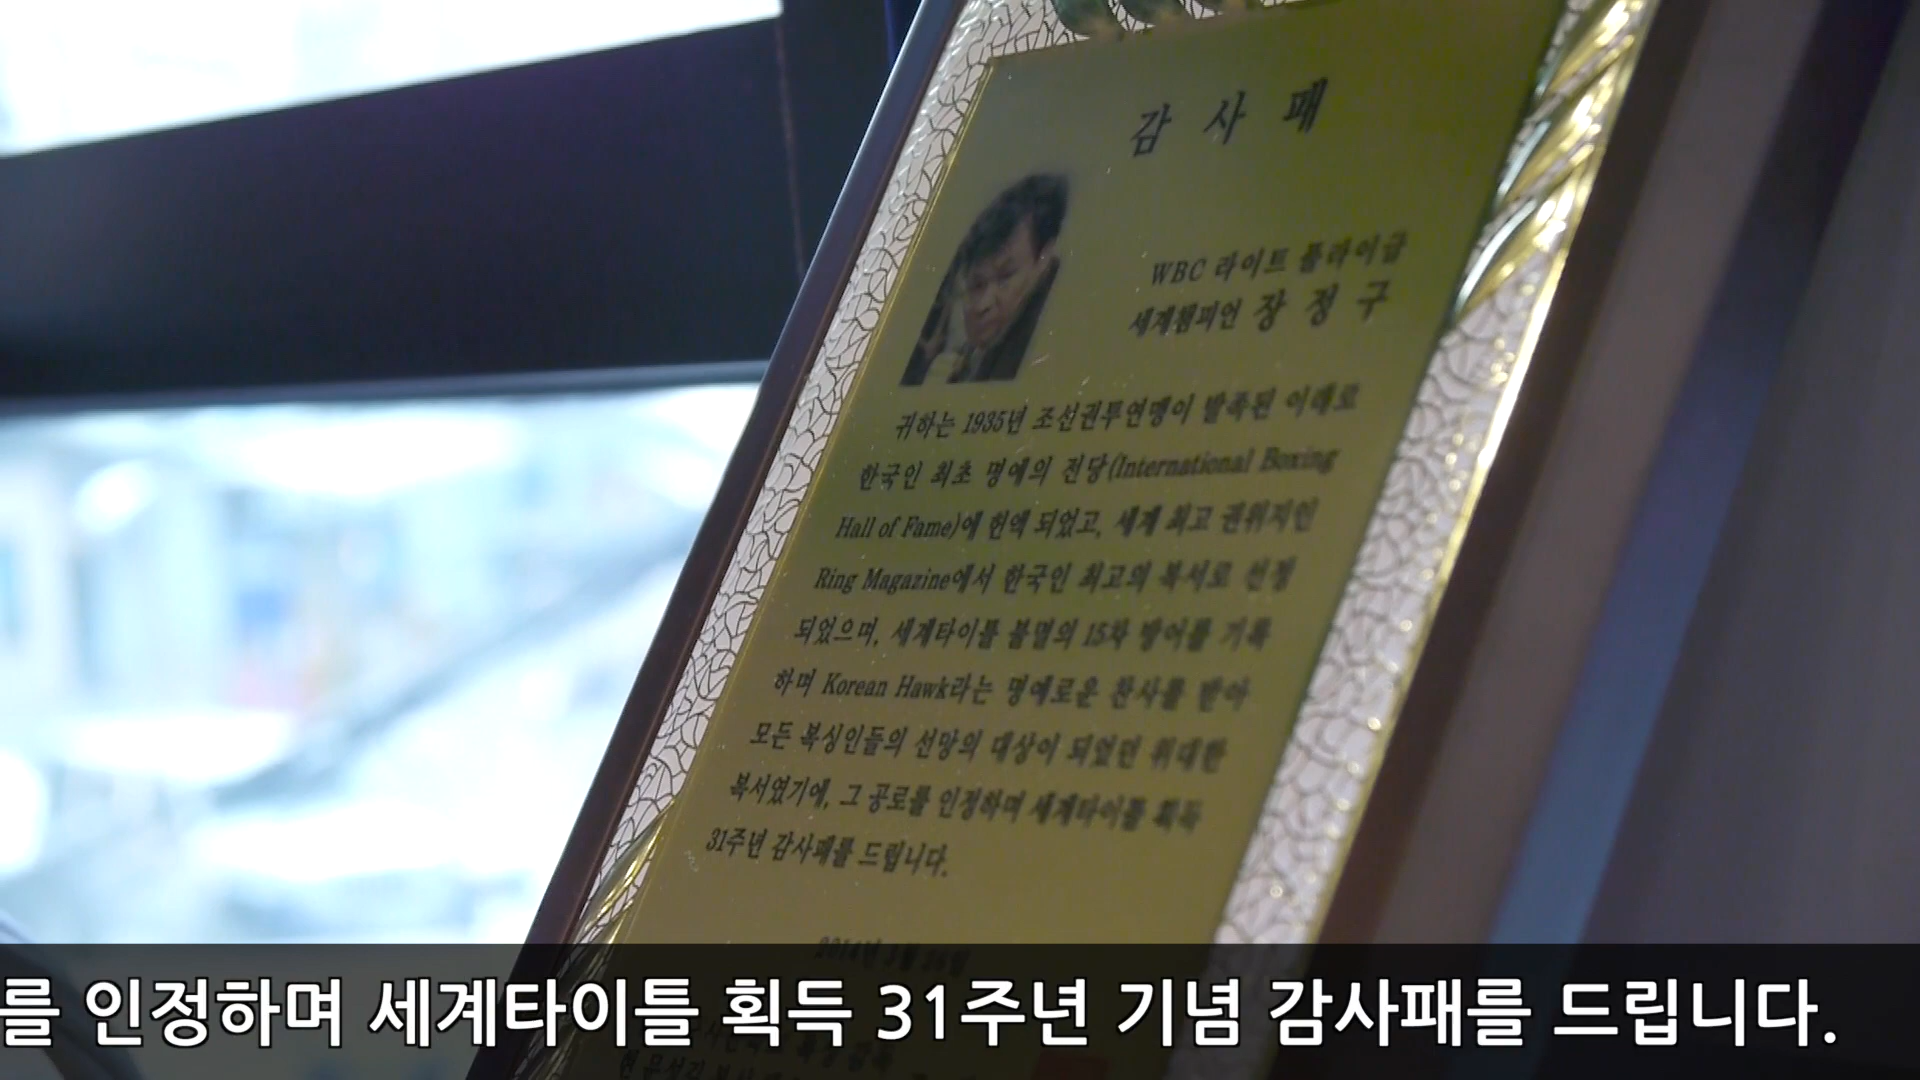 감 사 패
WBC 라이트 플라이급
세계챔피언 장 정 구
귀하는 1935년 조선권투연맹이 발족된 이래로
한국인 최초 명예의 전당(International Boxing
Hall of Fame)에 헌액 되었고, 세계 최고 권위지인
Ring Magazine에서 한국인 최고의 복서로 선정
되었으며, 세계타이틀 불멸의 15차 방어를 기록
하며 Korean Hawk라는 명예로운 찬사를 받아
모든 복싱인들의 선망의 대상이 되었던 위대한
복서였기에, 그 공로를 인정하며 세계타이틀 획득
31주년 감사패를 드립니다.
를 인정하며 세계타이틀 획득 31주년 기념 감사패를 드립니다.